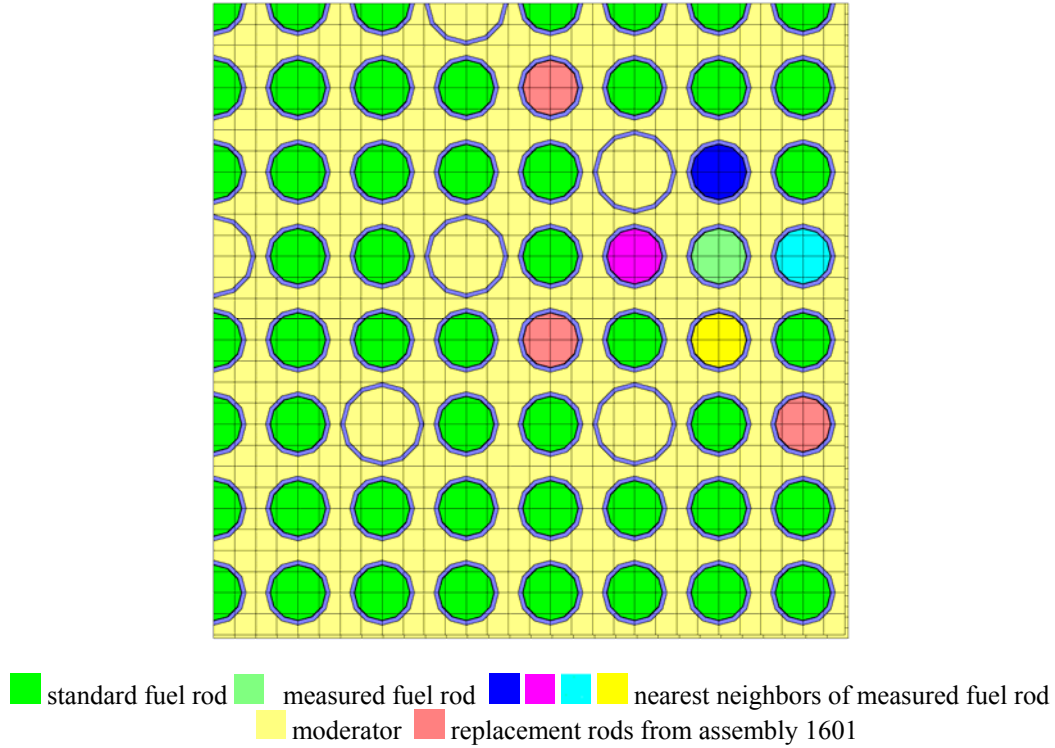 standard fuel rod measured fuel rod nearest neighbors of measured fuel rod
moderator replacement rods from assembly 1601